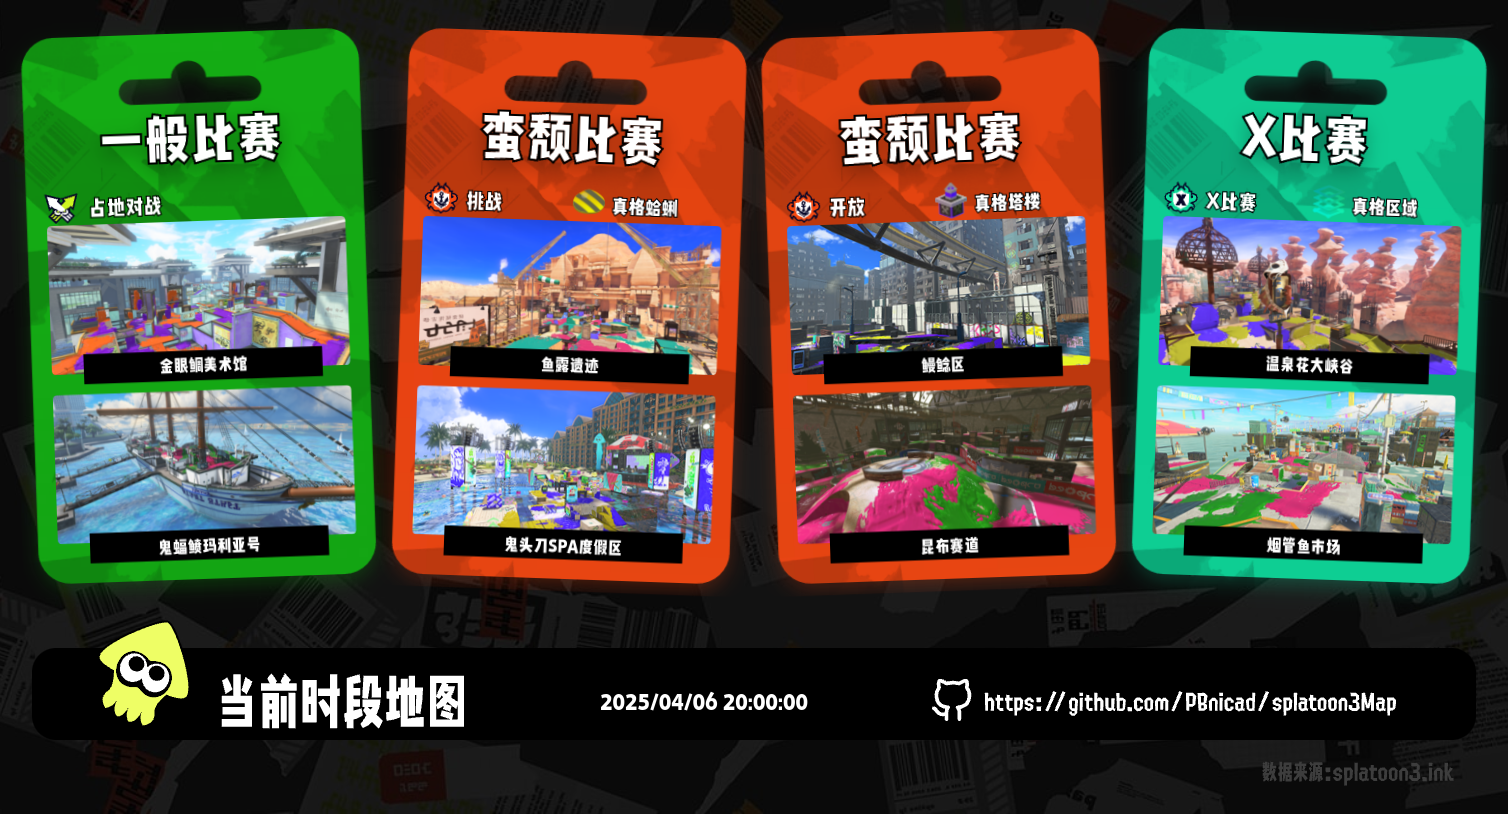 一般比赛
占地对战
金眼鲷美术馆
鬼蝠鲼玛利亚号
蛮颓比赛
挑战
真格蛤蜊
鱼露遗迹
鬼头刀SPA度假区
蛮颓比赛
开放
真格塔楼
鳗鲶区
昆布赛道
X比赛
X比赛
真格区域
温泉花大峡谷
烟管鱼市场
当前时段地图
2025/04/06 20:00:00
https://github.com/PBnicad/splatoon3Map
数据来源:splatoon3.ink